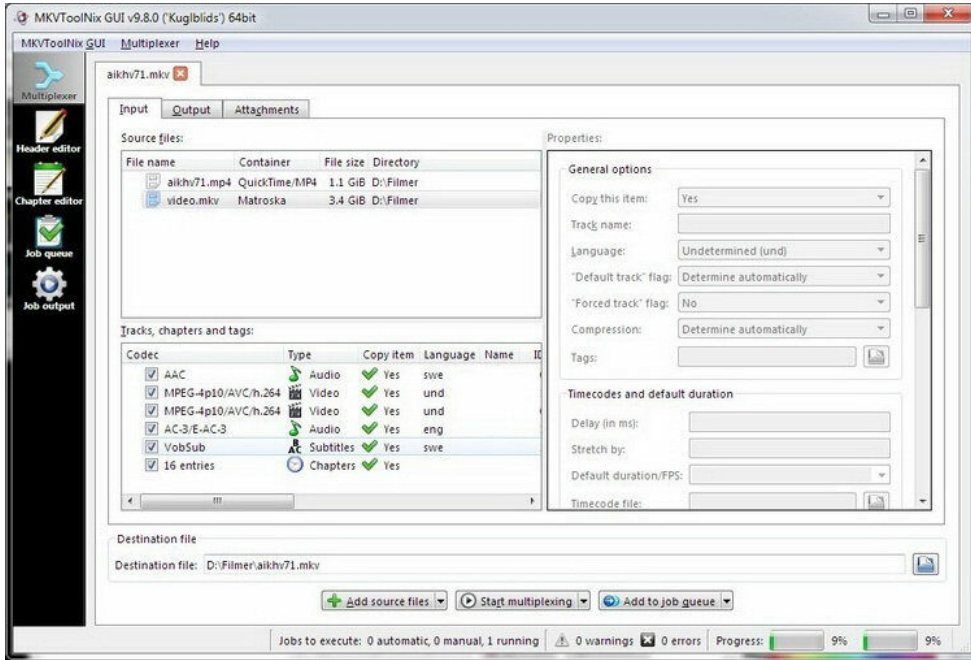 MKVToolNix GUI v9.8.0 ('Kuglblids') 64bit
MKVToolNix GUI Multiplexer Help
Multiplexer
Header editor
Chapter editor
Job queue
Job output
aikhv71.mkv
Input Output Attachments
Source files:
File name Container File size Directory
aikhv71.mp4 QuickTime/MP4 1.1 GiB D:\Filmer
video.mkv Matroska 3.4 GiB D:\Filmer
Tracks, chapters and tags:
Codec Type Copy item Language Name
AAC Audio Yes swe
MPEG-4p10/AVC/h.264 Video Yes und
MPEG-4p10/AVC/h.264 Video Yes und
AC-3/E-AC-3 Audio Yes eng
VobSub Subtitles Yes swe
16 entries Chapters Yes
Properties:
General options
Copy this item: Yes
Track name:
Language: Undetermined (und)
"Default track" flag: Determine automatically
"Forced track" flag: No
Compression: Determine automatically
Tags:
Timecodes and default duration
Delay (in ms):
Stretch by:
Default duration/FPS:
Timecode file:
Destination file
Destination file: D:\Filmer\aikhv71.mkv
Add source files Start multiplexing Add to job queue
Jobs to execute: 0 automatic, 0 manual, 1 running 0 warnings 0 errors Progress: 9% 9%